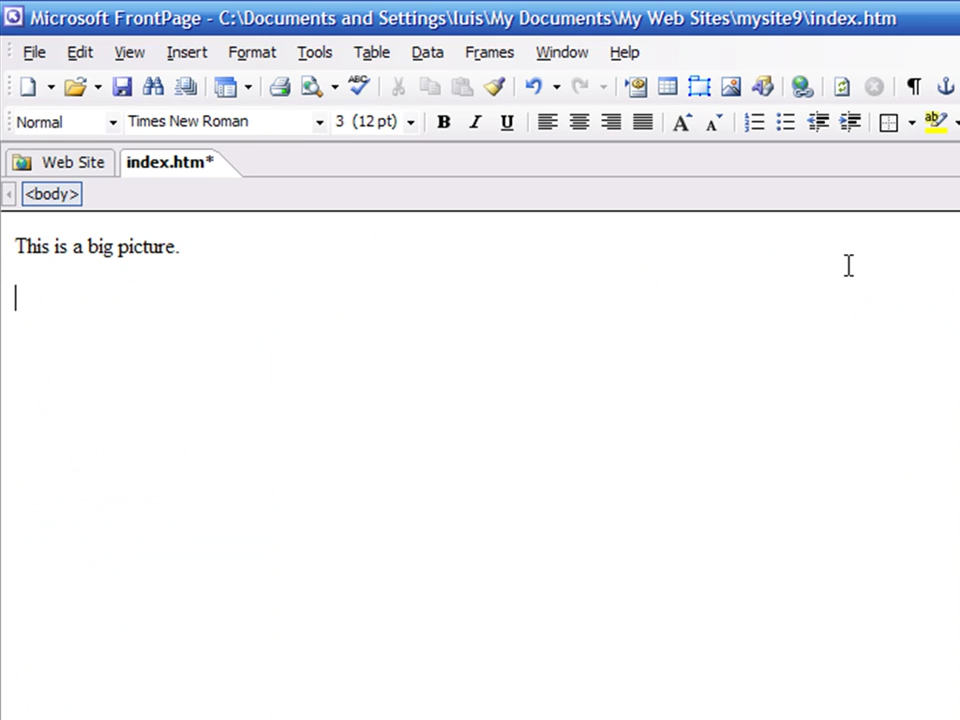 Microsoft FrontPage - C:\Documents and Settings\luis\My Documents\My Web Sites\mysite9\index.htm
File Edit View Insert Format Tools Table Data Frames Window Help
ABC
Normal Times New Roman 3 (12 pt) B I U A A ab
Web Site index.htm*
<body>
This is a big picture.